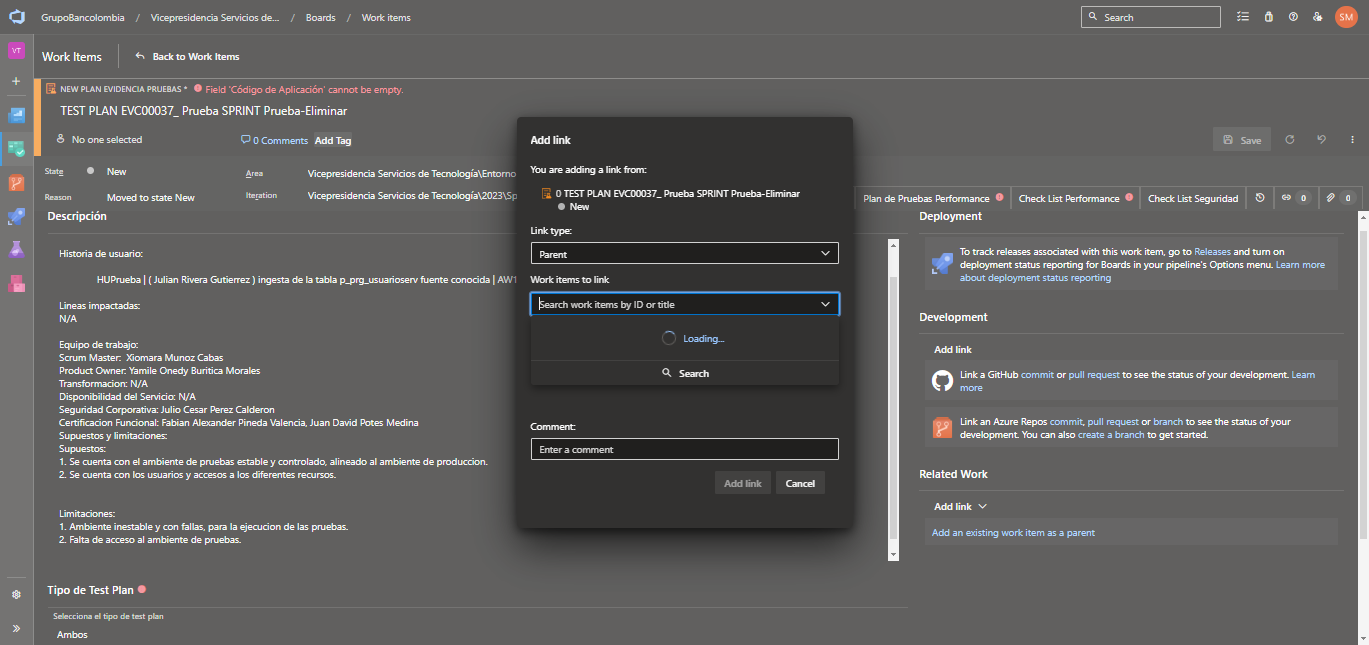 GrupoBancolombia / Vicepresidencia Servicios de... / Boards / Work items
Search
SM
VT
Work Items
Back to Work Items
NEW PLAN EVIDENCIA PRUEBAS * Field 'Código de Aplicación' cannot be empty.
TEST PLAN EVC00037_ Prueba SPRINT Prueba-Eliminar
No one selected
0 Comments
Add Tag
Save
State
New
Area
Vicepresidencia Servicios de Tecnología\Entorno
Reason
Moved to state New
Iteration
Vicepresidencia Servicios de Tecnología\2023\Sp
Plan de Pruebas Performance
Check List Performance
Check List Seguridad
0
0
Descripción
Historia de usuario:
HUPrueba | ( Julian Rivera Gutierrez ) ingesta de la tabla p_prg_usuarioserv fuente conocida | AW1
Lineas impactadas:
N/A
Equipo de trabajo:
Scrum Master: Xiomara Munoz Cabas
Product Owner: Yamile Onedy Buritica Morales
Transformacion: N/A
Disponibilidad del Servicio: N/A
Seguridad Corporativa: Julio Cesar Perez Calderon
Certificacion Funcional: Fabian Alexander Pineda Valencia, Juan David Potes Medina
Supuestos y limitaciones:
Supuestos:
1. Se cuenta con el ambiente de pruebas estable y controlado, alineado al ambiente de produccion.
2. Se cuenta con los usuarios y accesos a los diferentes recursos.
Limitaciones:
1. Ambiente inestable y con fallas, para la ejecucion de las pruebas.
2. Falta de acceso al ambiente de pruebas.
Tipo de Test Plan
Selecciona el tipo de test plan
Ambos
Add link
You are adding a link from:
0 TEST PLAN EVC00037_ Prueba SPRINT Prueba-Eliminar
New
Link type:
Parent
Work items to link
Search work items by ID or title
Loading...
Search
Comment:
Enter a comment
Add link
Cancel
Deployment
To track releases associated with this work item, go to Releases and turn on
deployment status reporting for Boards in your pipeline's Options menu. Learn more
about deployment status reporting
Development
Add link
Link a GitHub commit or pull request to see the status of your development. Learn
more
Link an Azure Repos commit, pull request or branch to see the status of your
development. You can also create a branch to get started.
Related Work
Add link
Add an existing work item as a parent